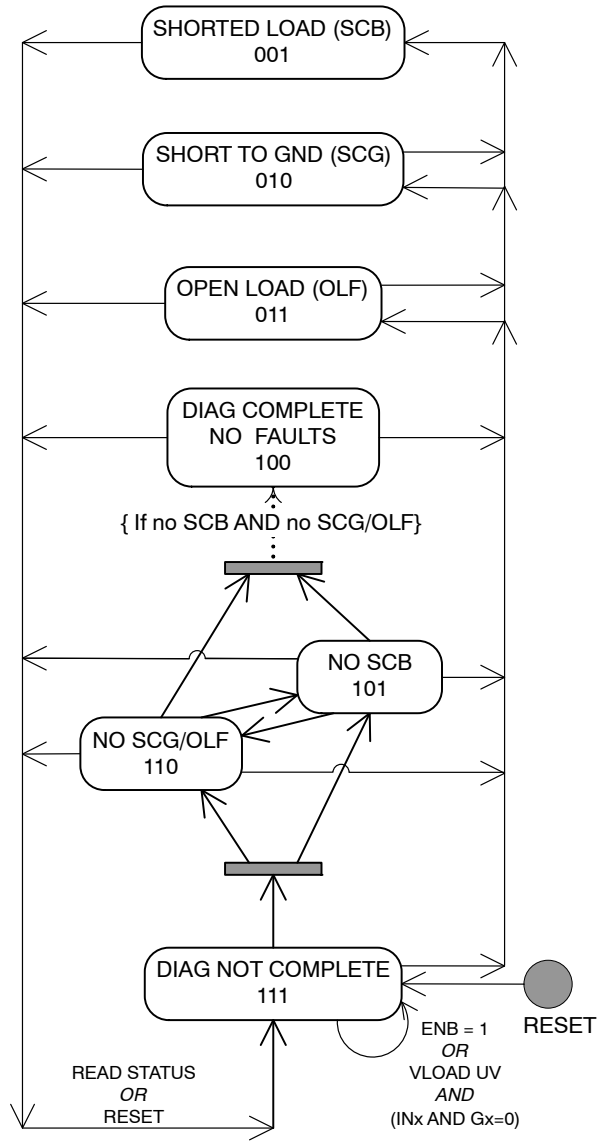 SHORTED LOAD (SCB)
001
SHORT TO GND (SCG)
010
OPEN LOAD (OLF)
011
DIAG COMPLETE
NO FAULTS
100
{ If no SCB AND no SCG/OLF}
NO SCB
101
NO SCG/OLF
110
DIAG NOT COMPLETE
111
RESET
ENB = 1
OR
VLOAD UV
AND
(INx AND Gx=0)
READ STATUS
OR
RESET